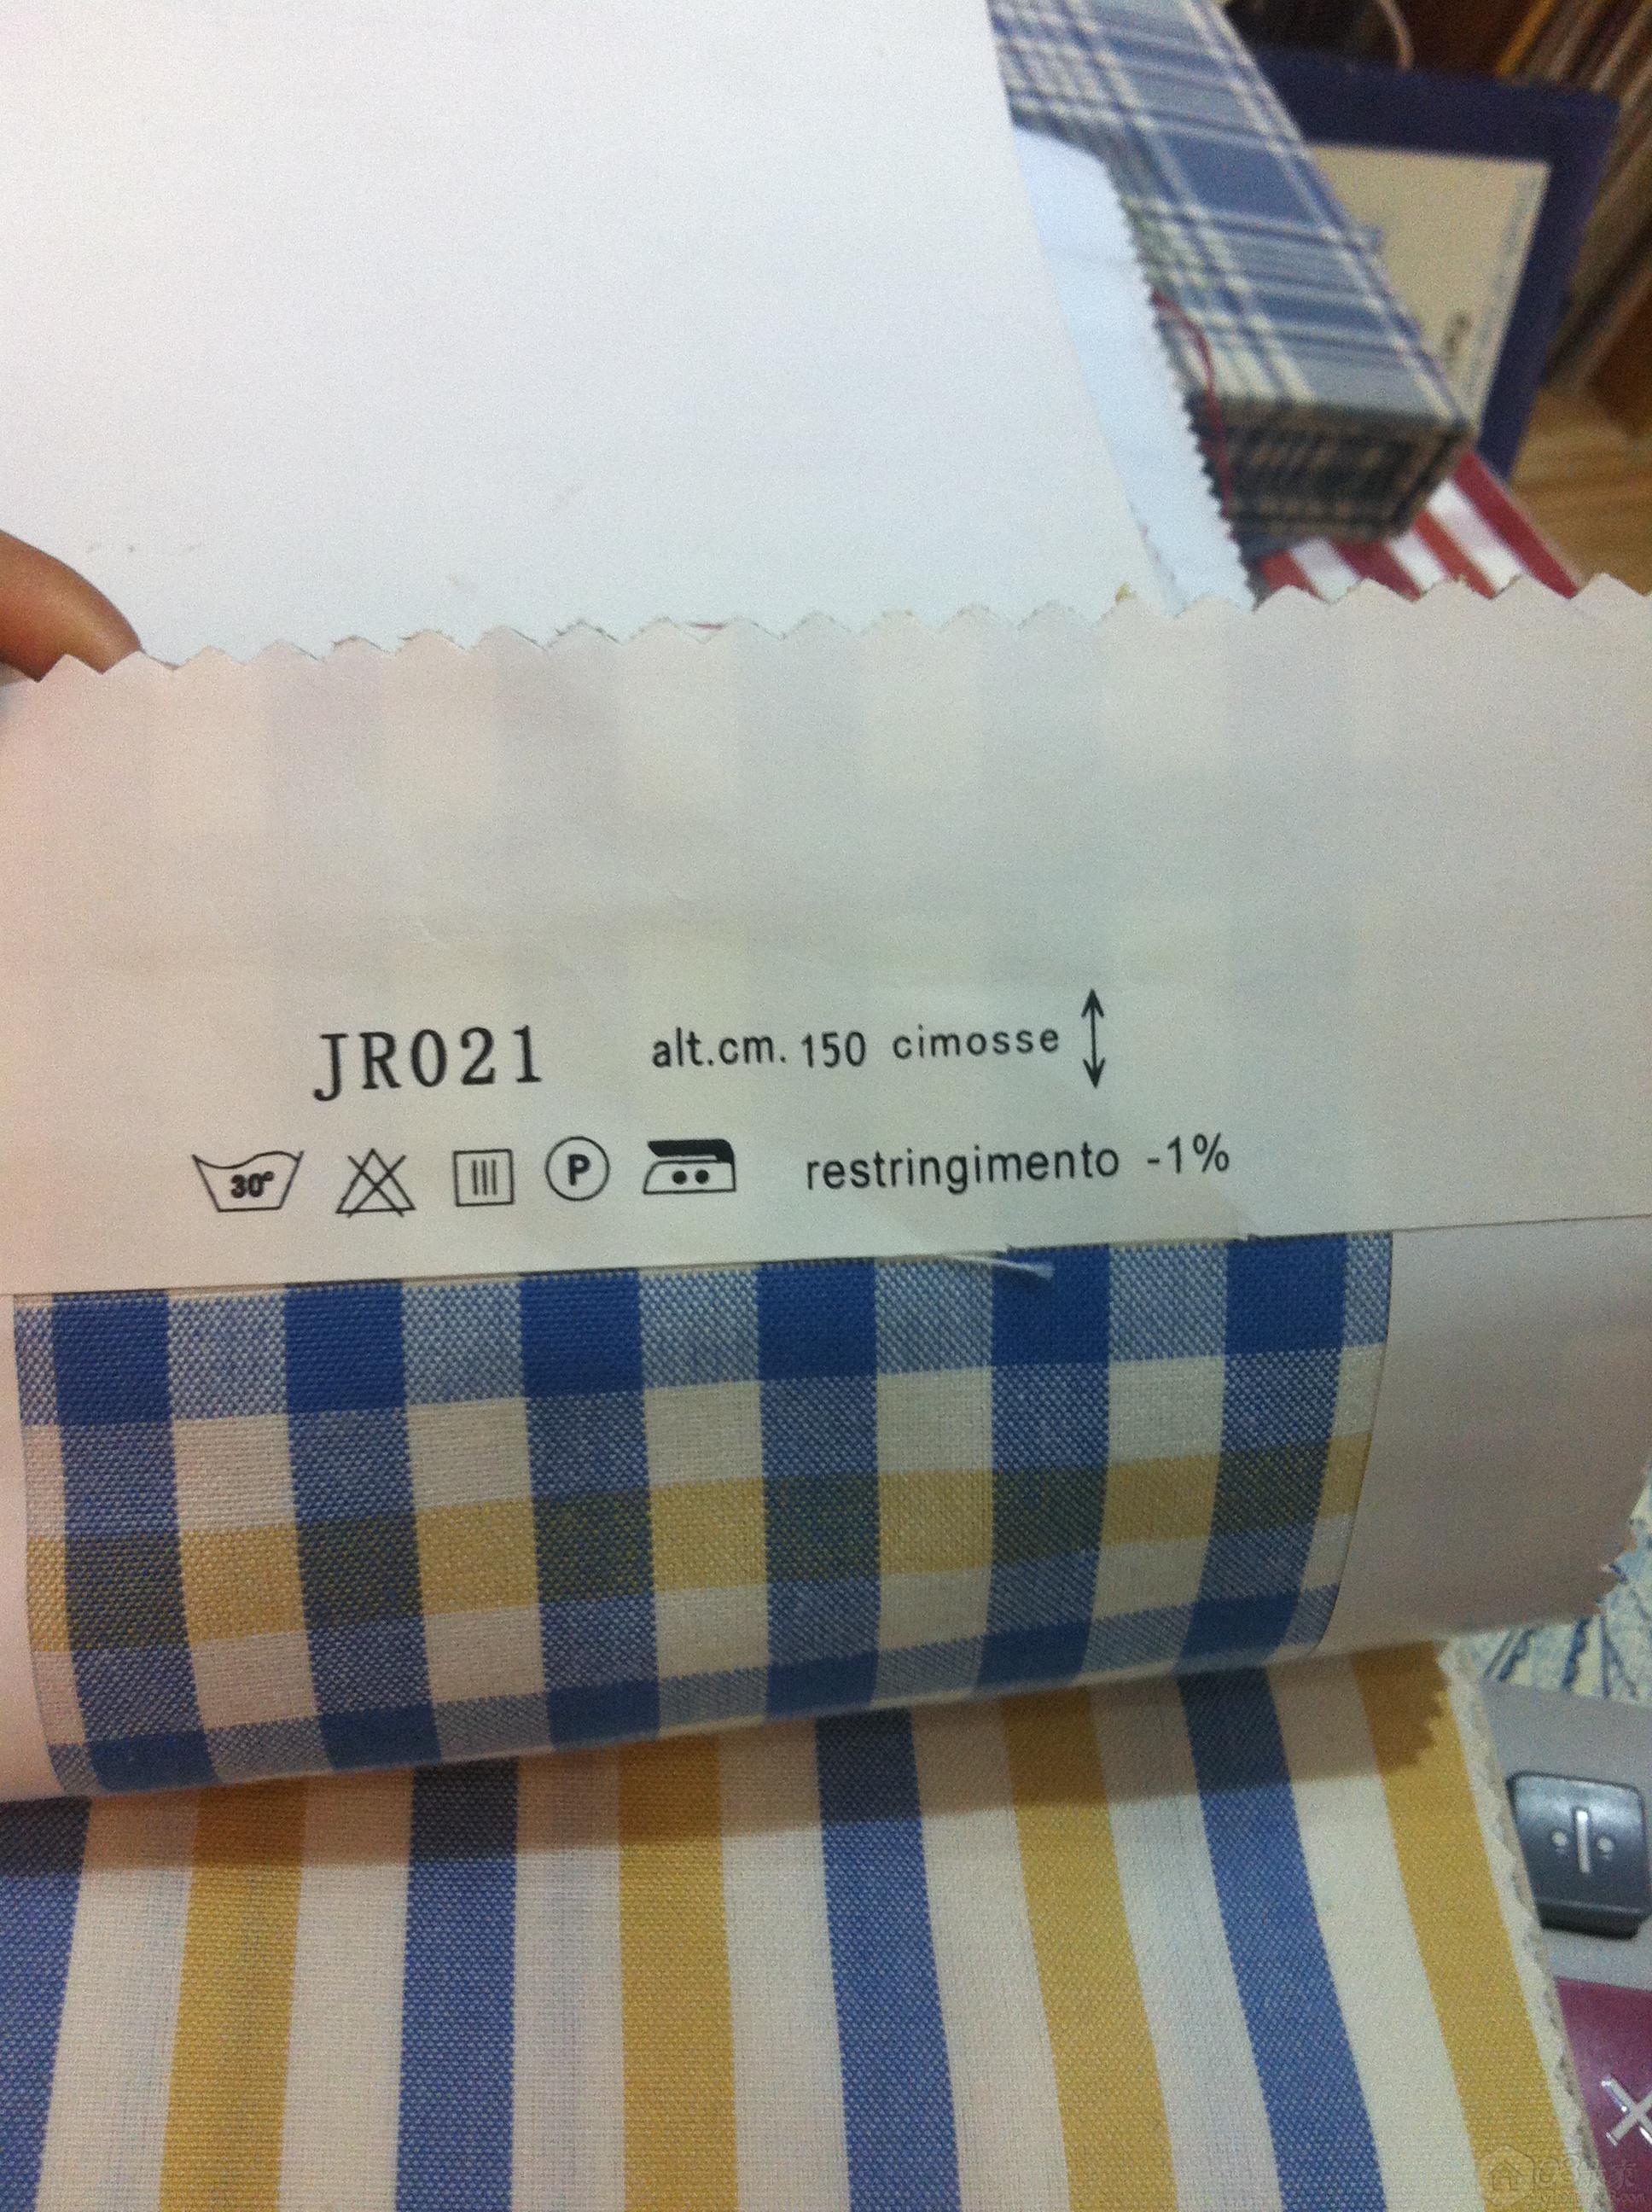 JR021 alt.cm. 150 cimosse
30° P restringimento -1%